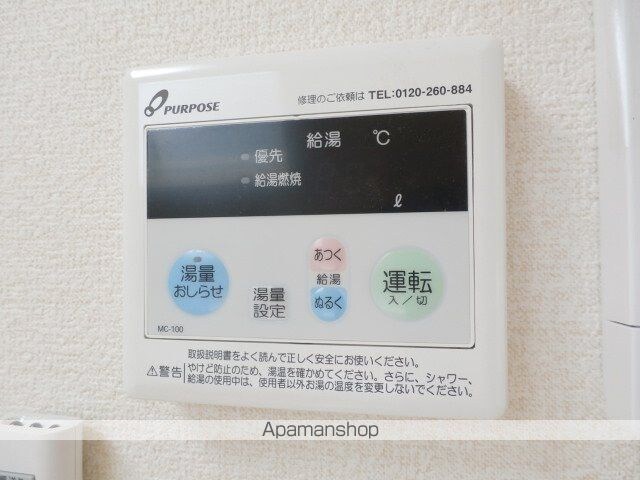 PURPOSE
修理のご依頼は TEL:0120-260-884
給湯 ℃
優先
給湯燃焼
ℓ
湯量
おしらせ
湯量
設定
あつく
給湯
ぬるく
運転
入／切
MC-100
取扱説明書をよく読んで正しく安全にお使いください。
⚠警告
やけど防止のため、湯温を確かめてください。さらに、シャワー、
給湯の使用中は、使用者以外お湯の温度を変更しないでください。
Apamanshop